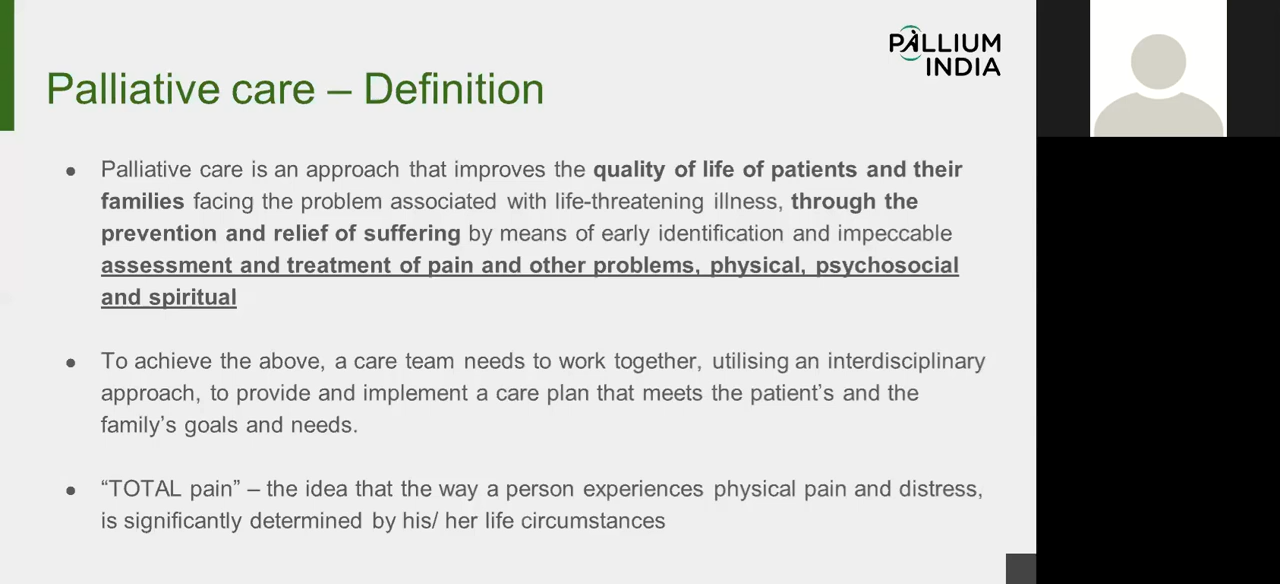 PALLIUM
INDIA
Palliative care – Definition
● Palliative care is an approach that improves the quality of life of patients and their
families facing the problem associated with life-threatening illness, through the
prevention and relief of suffering by means of early identification and impeccable
assessment and treatment of pain and other problems, physical, psychosocial
and spiritual
● To achieve the above, a care team needs to work together, utilising an interdisciplinary
approach, to provide and implement a care plan that meets the patient’s and the
family’s goals and needs.
● “TOTAL pain” – the idea that the way a person experiences physical pain and distress,
is significantly determined by his/ her life circumstances